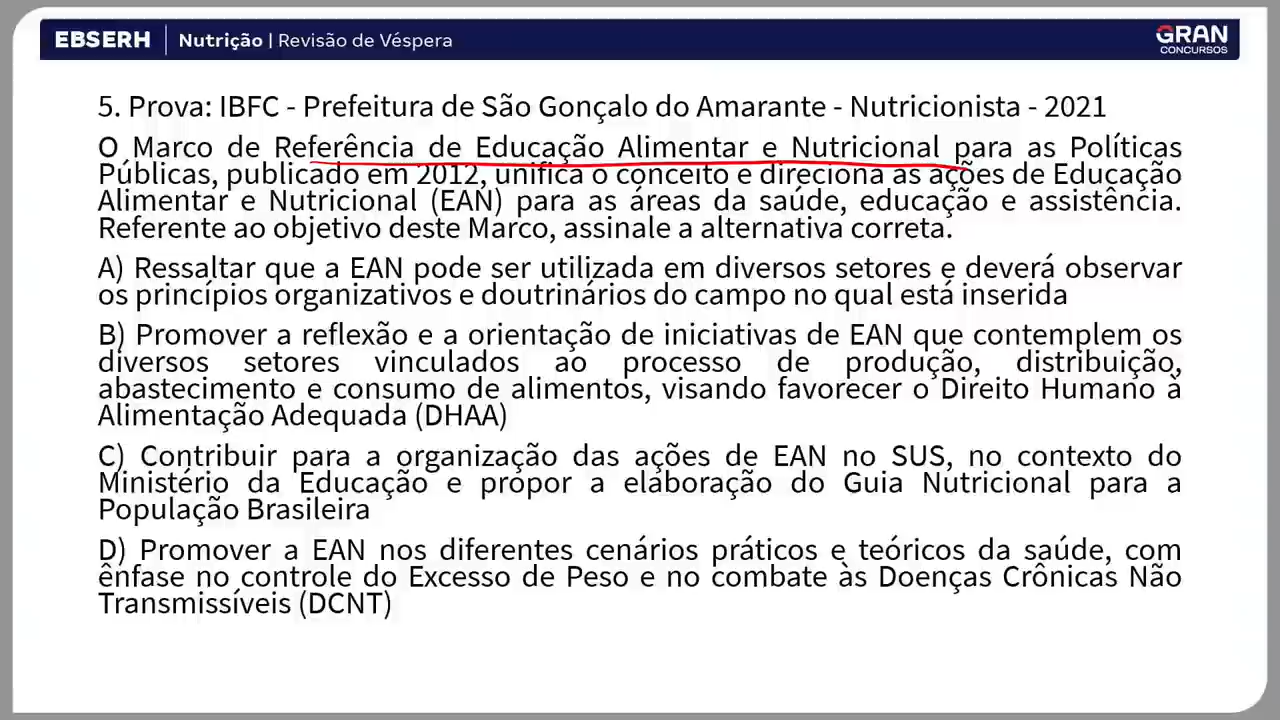 EBSERH | Nutrição | Revisão de Véspera
GRAN CONCURSOS
5. Prova: IBFC - Prefeitura de São Gonçalo do Amarante - Nutricionista - 2021
O Marco de Referência de Educação Alimentar e Nutricional para as Políticas
Públicas, publicado em 2012, unifica o conceito e direciona as ações de Educação
Alimentar e Nutricional (EAN) para as áreas da saúde, educação e assistência.
Referente ao objetivo deste Marco, assinale a alternativa correta.
A) Ressaltar que a EAN pode ser utilizada em diversos setores e deverá observar
os princípios organizativos e doutrinários do campo no qual está inserida
B) Promover a reflexão e a orientação de iniciativas de EAN que contemplem os
diversos setores vinculados ao processo de produção, distribuição,
abastecimento e consumo de alimentos, visando favorecer o Direito Humano à
Alimentação Adequada (DHAA)
C) Contribuir para a organização das ações de EAN no SUS, no contexto do
Ministério da Educação e propor a elaboração do Guia Nutricional para a
População Brasileira
D) Promover a EAN nos diferentes cenários práticos e teóricos da saúde, com
ênfase no controle do Excesso de Peso e no combate às Doenças Crônicas Não
Transmissíveis (DCNT)